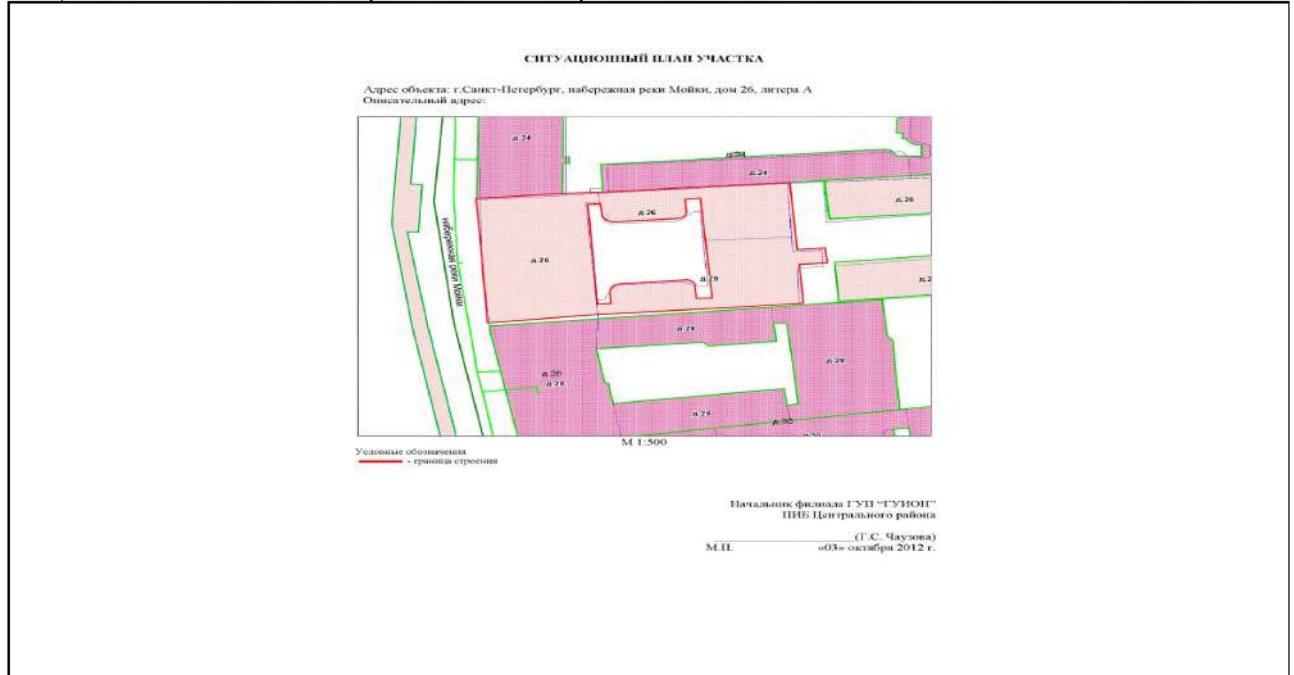 СИТУАЦИОННЫЙ ПЛАН УЧАСТКА
Адрес объекта: г.Санкт-Петербург, набережная реки Мойки, дом 26, литера А
Описательный адрес:
д.24
д.24
д.24
д.26
д.26
д.26
д.26
набережная реки Мойки
д.28
д.28
д.28
д.28
д.28
д.30
М 1:500
Условные обозначения
- граница строения
Начальник филиала ГУП "ГУИОН"
ПИБ Центрального района
(Г.С. Чаузова)
М.П. «03» октября 2012 г.